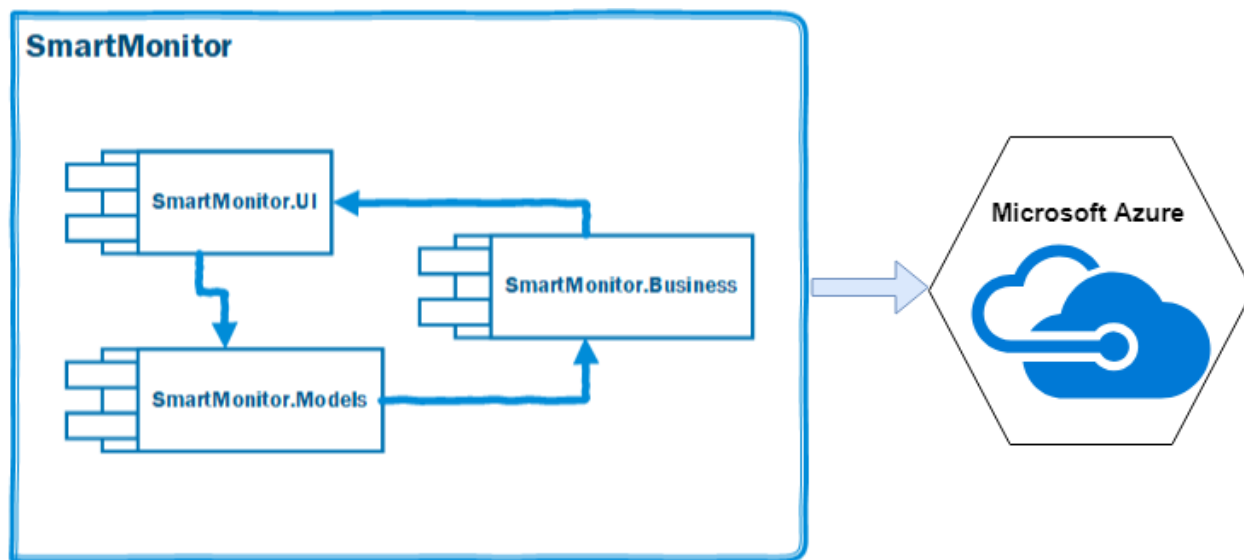 SmartMonitor
SmartMonitor.UI
Microsoft Azure
SmartMonitor.Business
SmartMonitor.Models